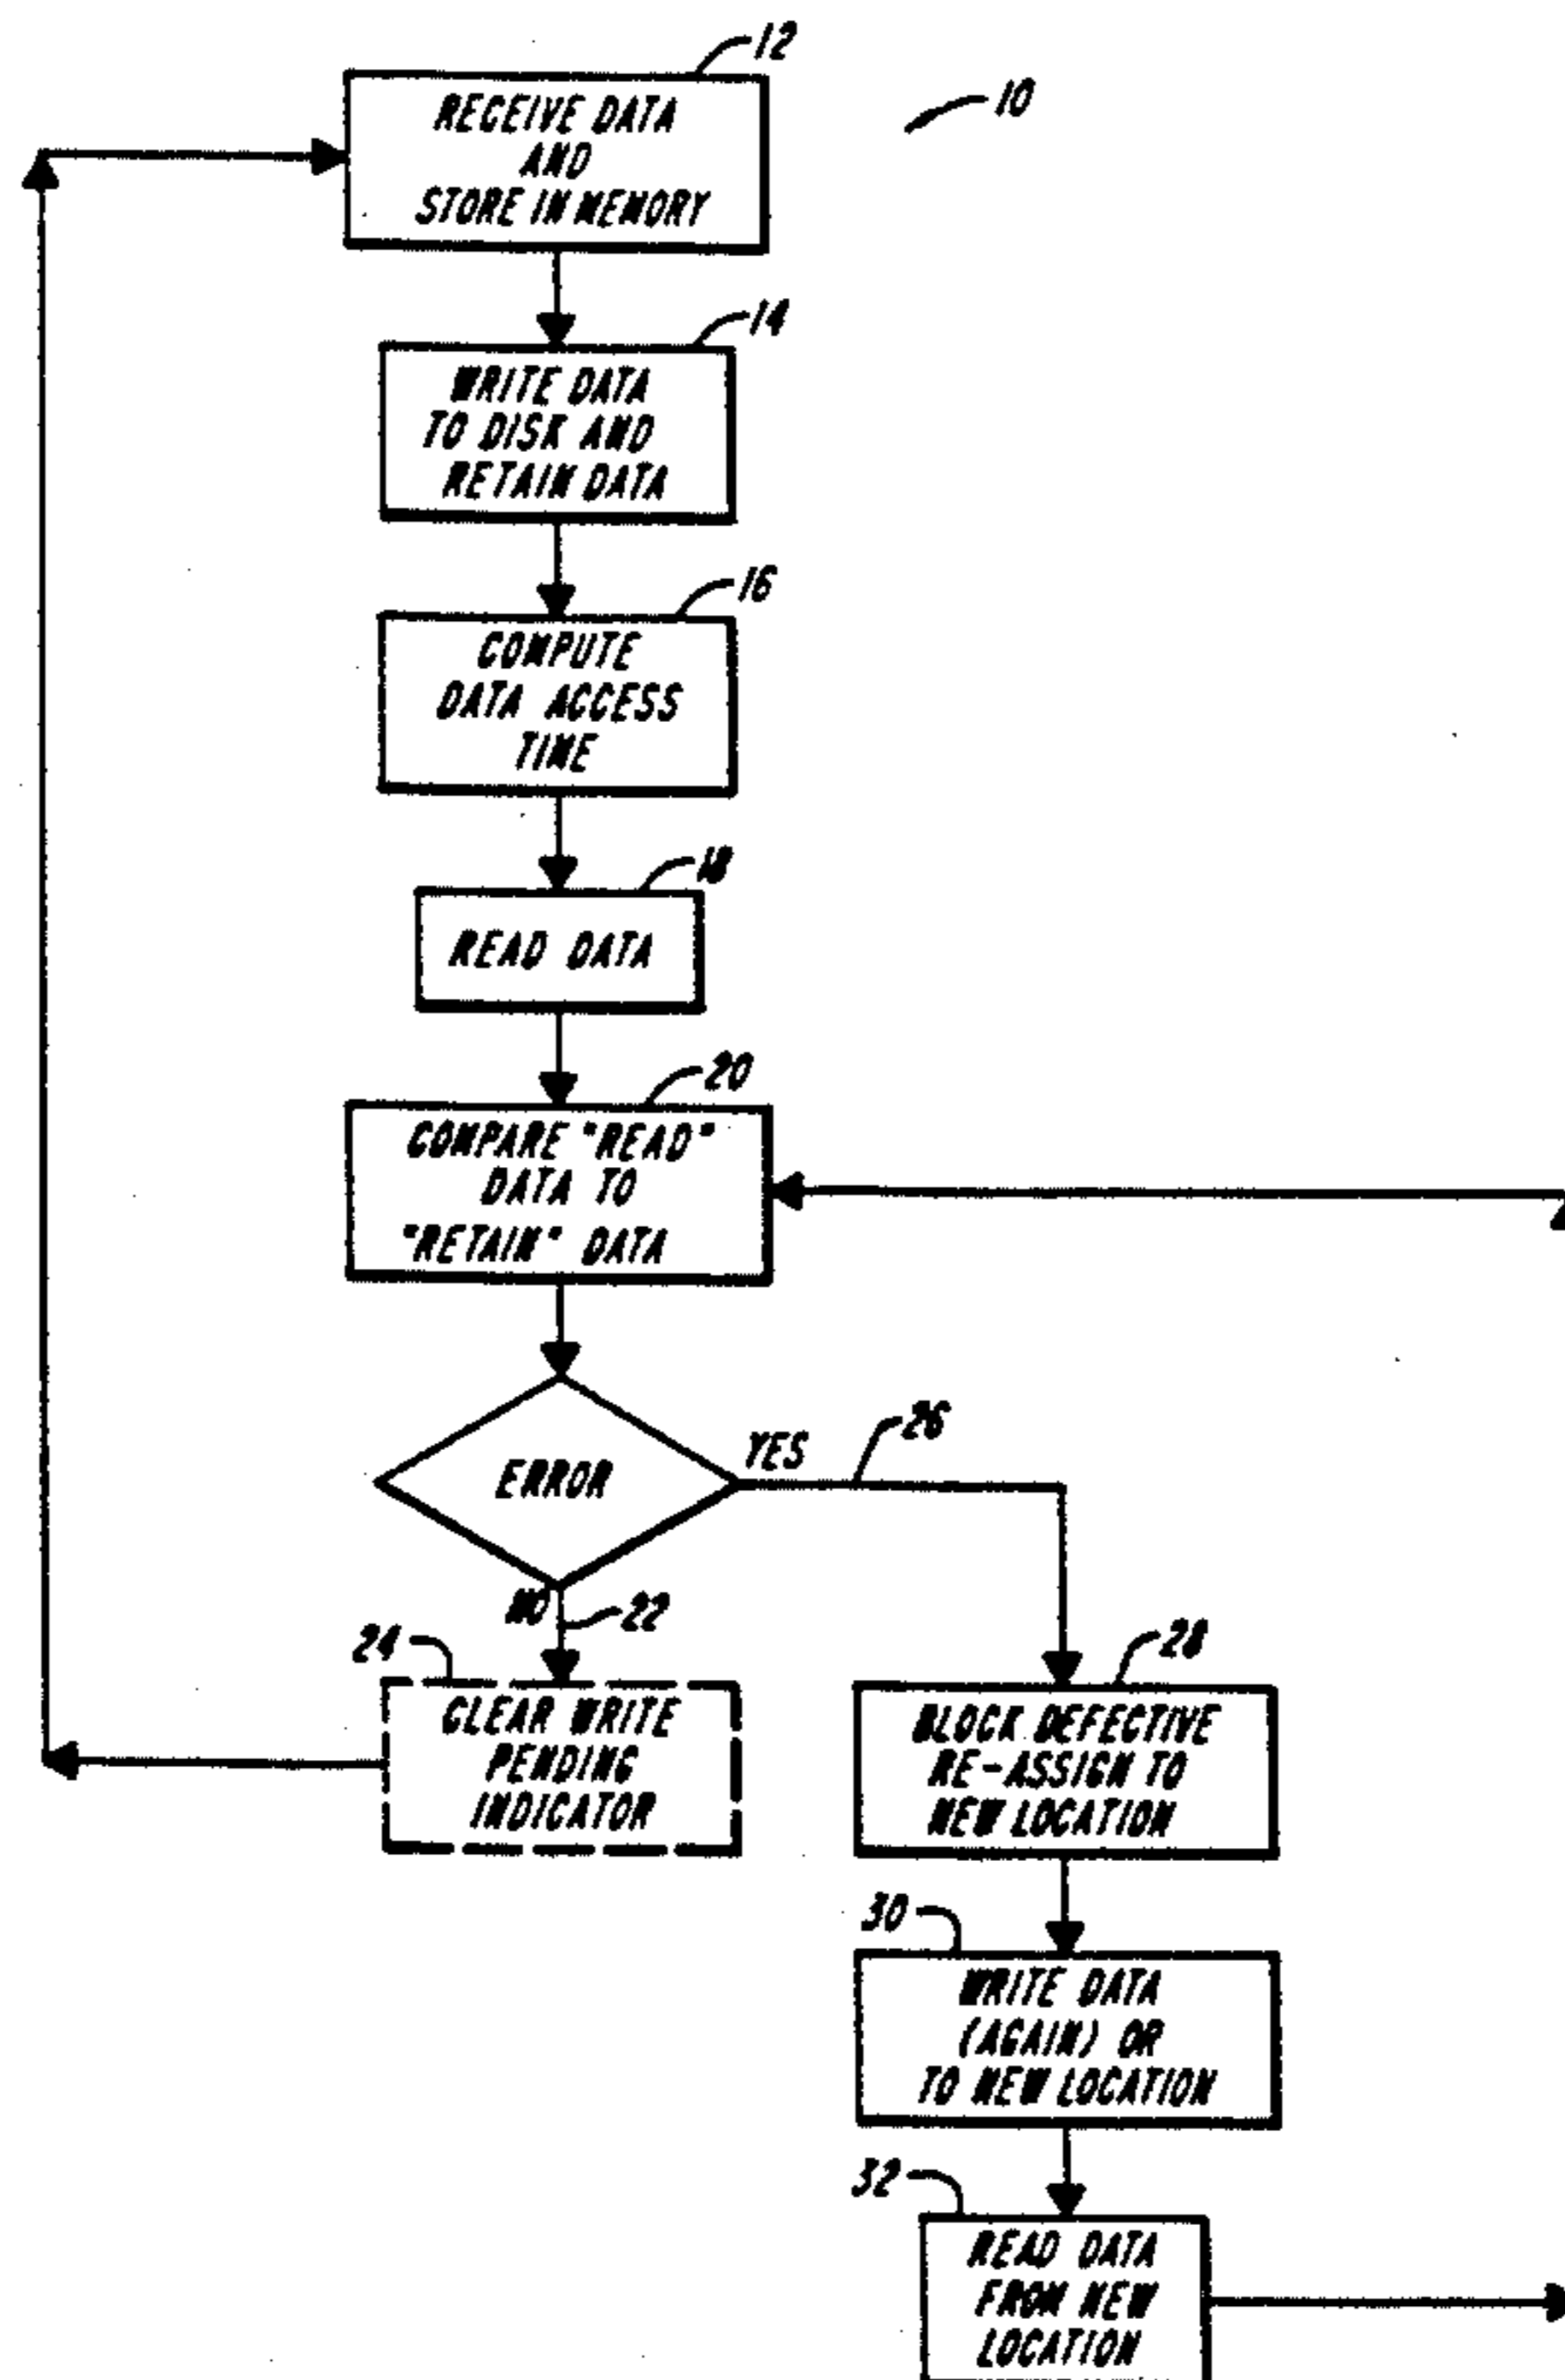 12
10
RECEIVE DATA
AND
STORE IN MEMORY
14
WRITE DATA
TO DISK AND
RETAIN DATA
16
COMPUTE
DATA ACCESS
TIME
18
READ DATA
20
COMPARE "READ"
DATA TO
"RETAIN" DATA
ERROR
YES
26
NO
22
24
CLEAR WRITE
PENDING
INDICATOR
28
BLOCK DEFECTIVE
RE-ASSIGN TO
NEW LOCATION
30
WRITE DATA
(AGAIN) OR
TO NEW LOCATION
32
READ DATA
FROM NEW
LOCATION